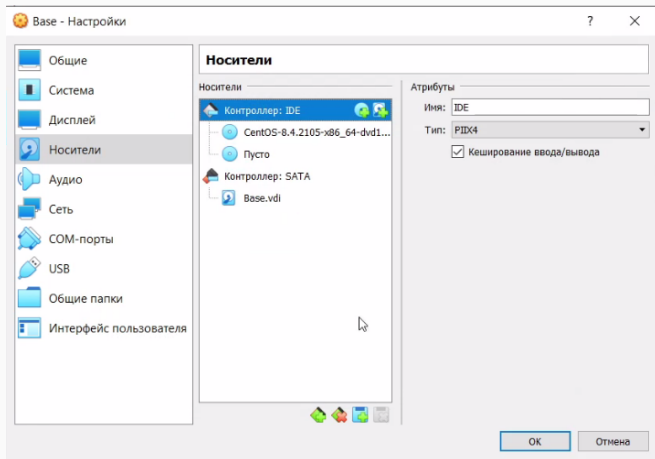 Base - Настройки
?
Общие
Система
Дисплей
Носители
Аудио
Сеть
COM-порты
USB
Общие папки
Интерфейс пользователя
Носители
Носители
Контроллер: IDE
CentOS-8.4.2105-x86_64-dvd1...
Пусто
Контроллер: SATA
Base.vdi
Атрибуты
Имя: IDE
Тип: PIIX4
Кеширование ввода/вывода
OK
Отмена